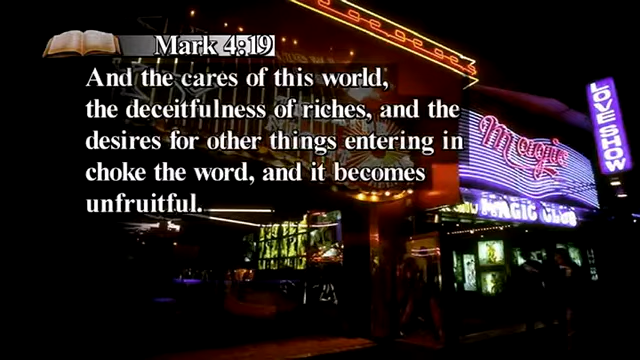 Mark 4:19
And the cares of this world,
the deceitfulness of riches, and the
desires for other things entering in
choke the word, and it becomes
unfruitful.
LOVE SHOW
MAGIC CLUB